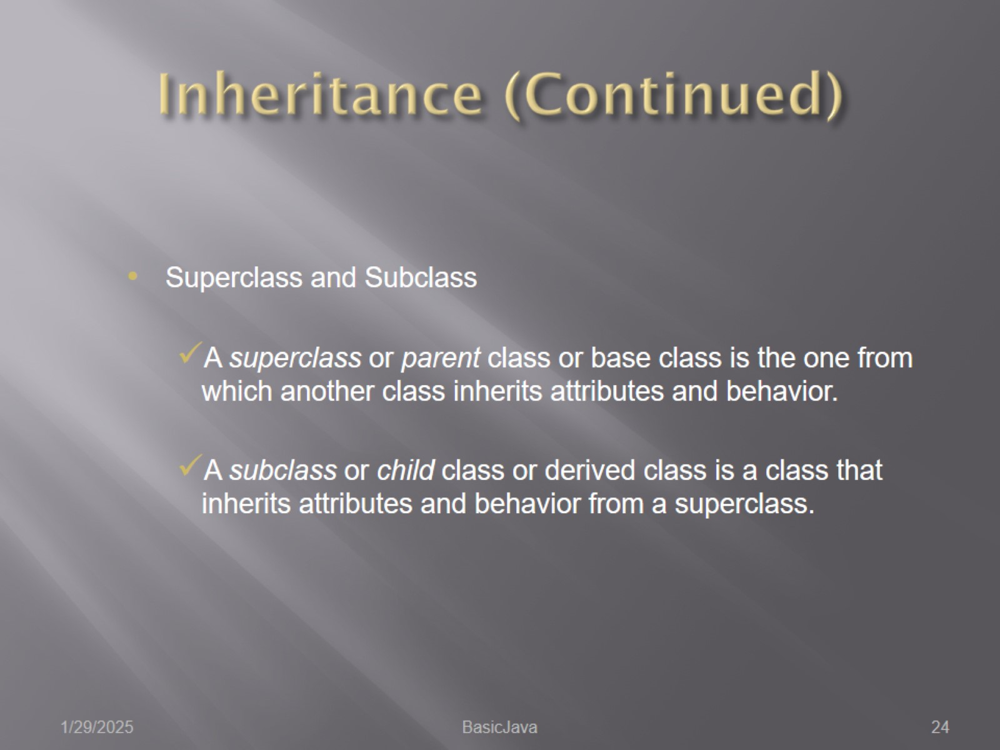 Inheritance (Continued)
• Superclass and Subclass
✓A superclass or parent class or base class is the one from
which another class inherits attributes and behavior.
✓A subclass or child class or derived class is a class that
inherits attributes and behavior from a superclass.
1/29/2025 BasicJava 24